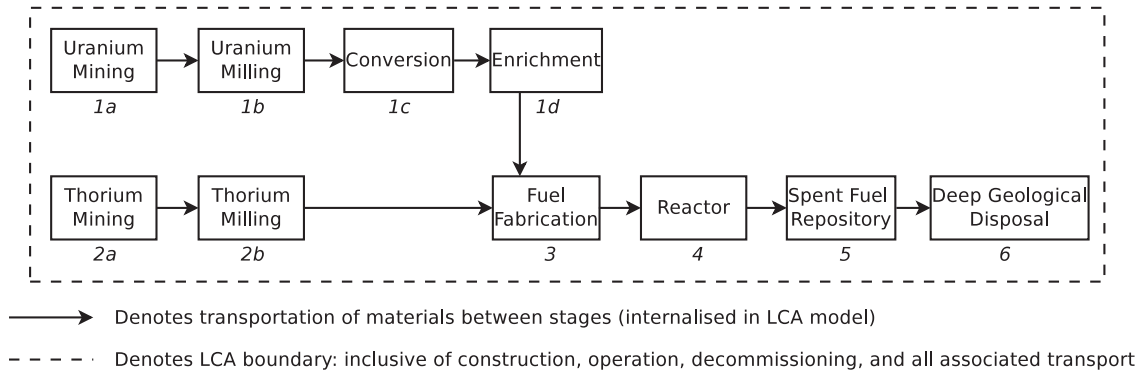 Uranium
Mining
1a
Uranium
Milling
1b
Conversion
1c
Enrichment
1d
Thorium
Mining
2a
Thorium
Milling
2b
Fuel
Fabrication
3
Reactor
4
Spent Fuel
Repository
5
Deep Geological
Disposal
6
Denotes transportation of materials between stages (internalised in LCA model)
Denotes LCA boundary: inclusive of construction, operation, decommissioning, and all associated transport